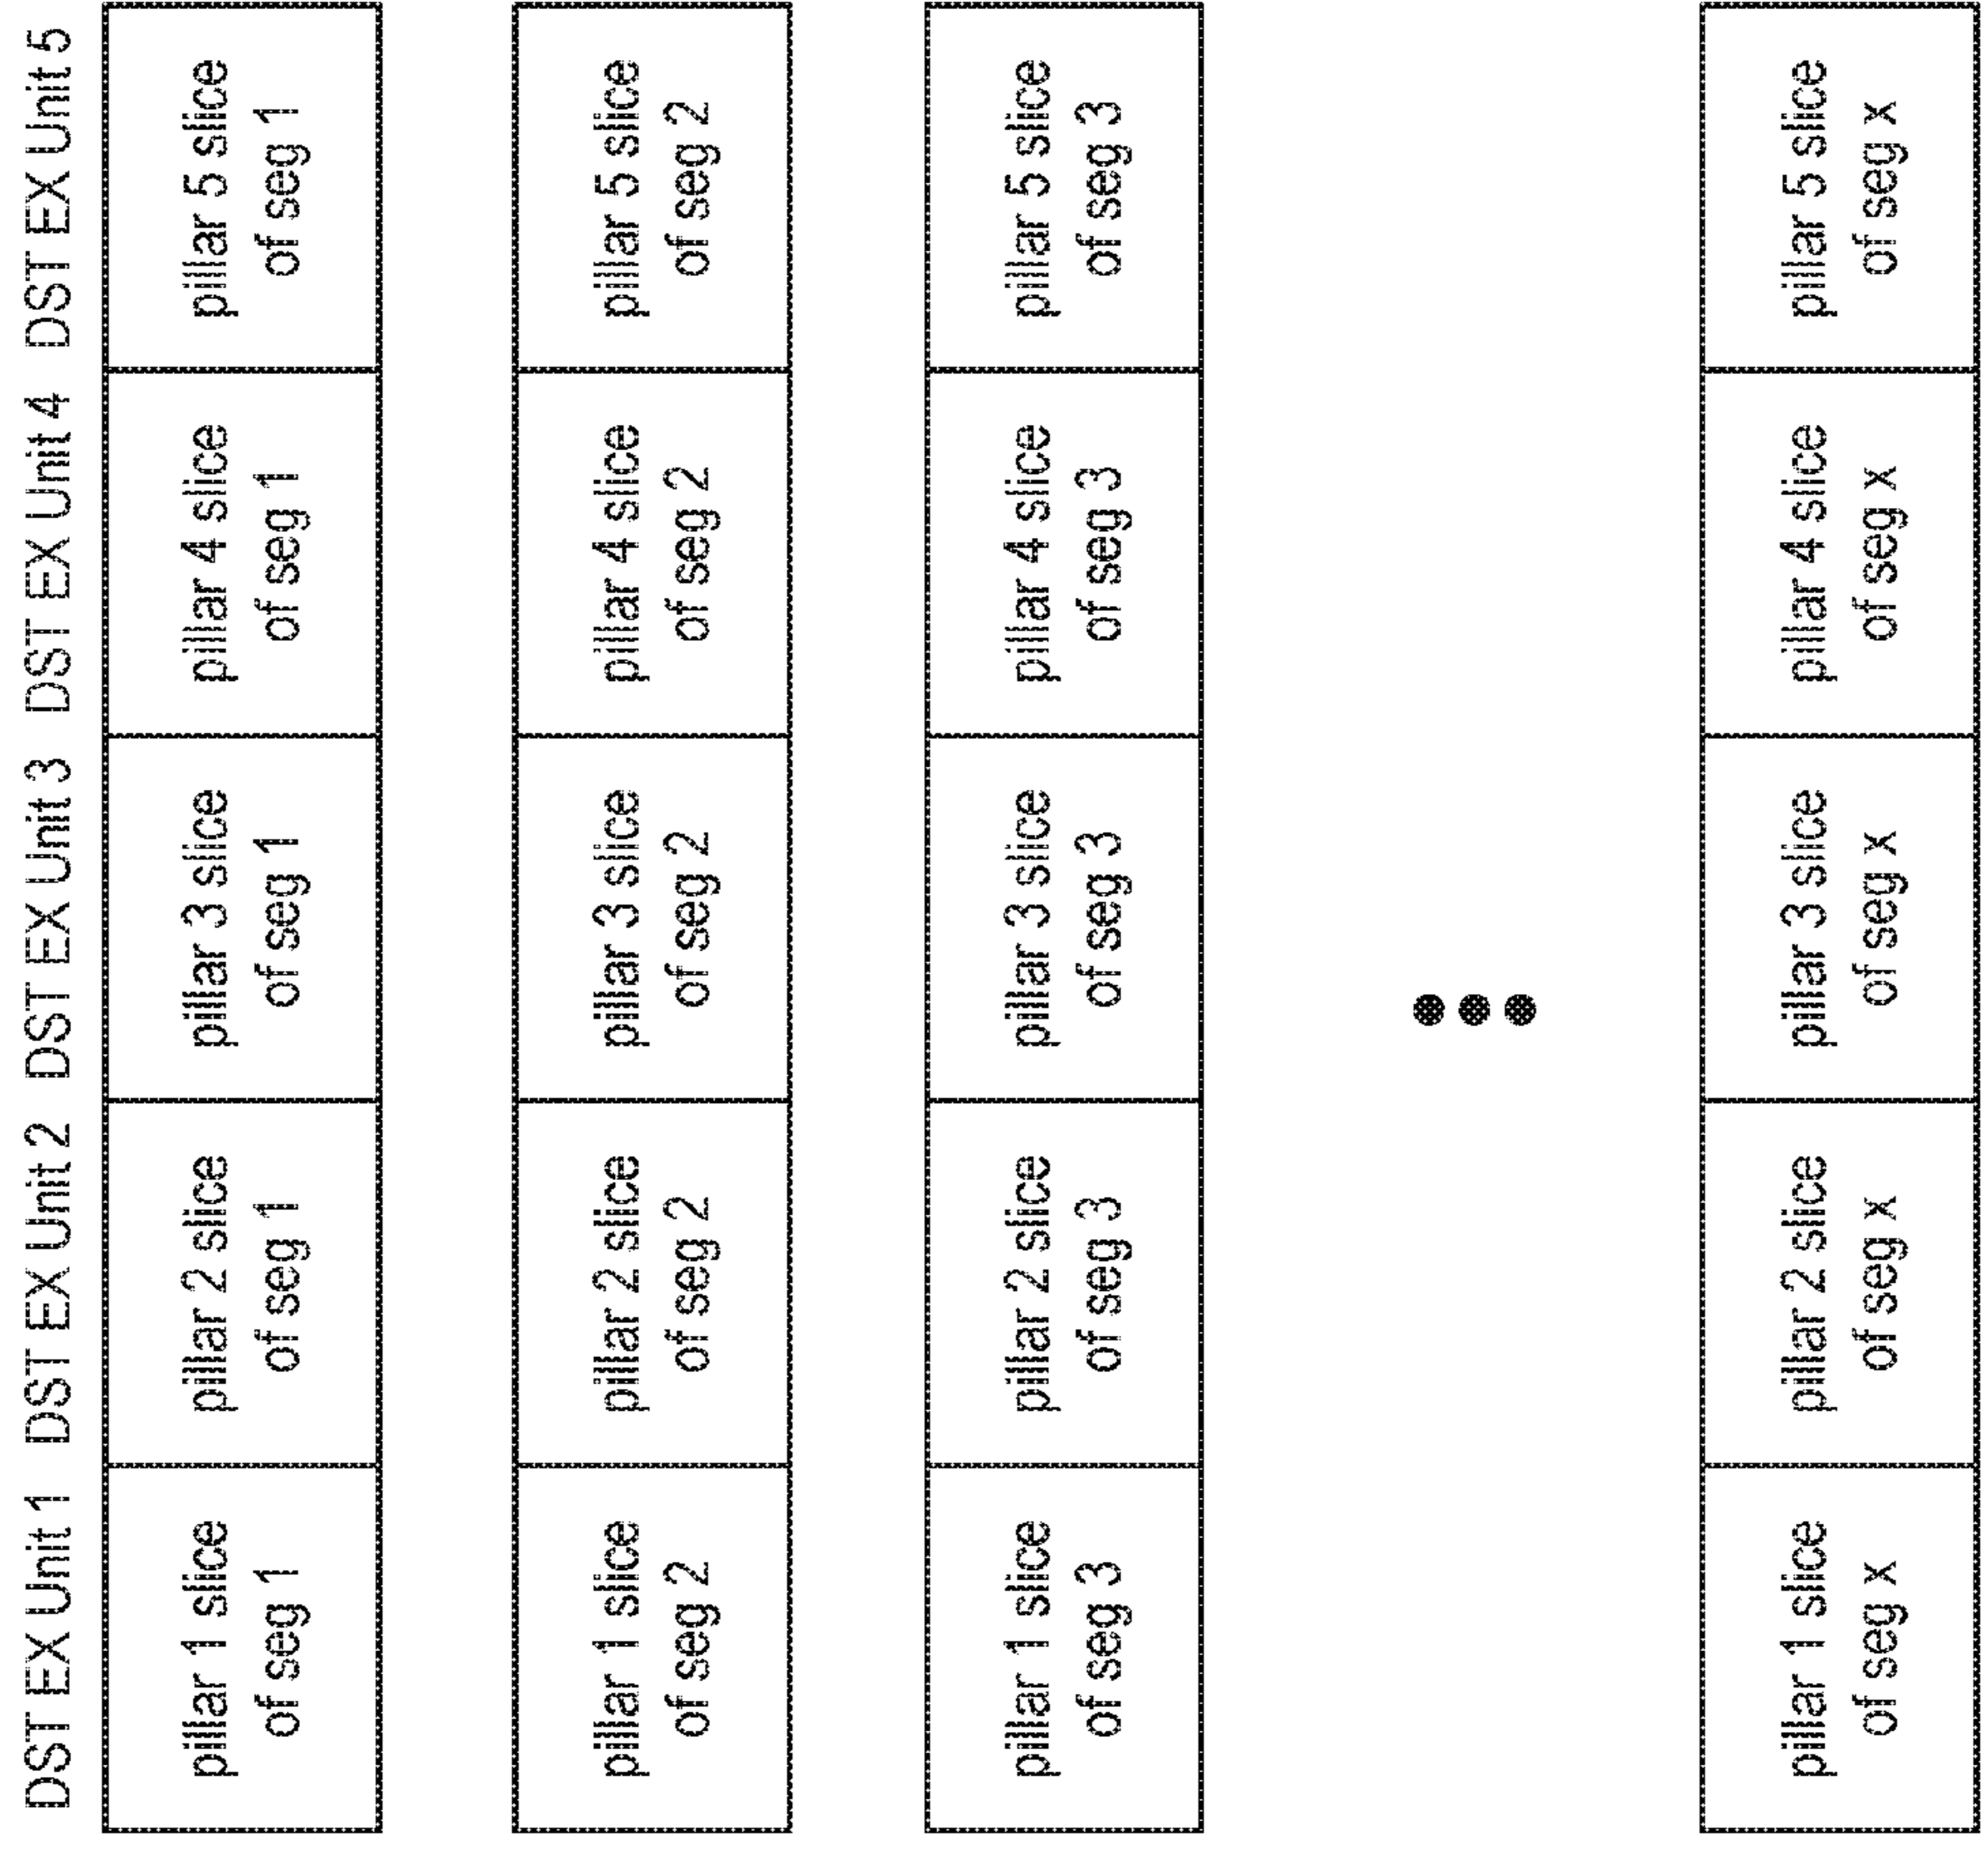 DST EX Unit 1 DST EX Unit 2 DST EX Unit 3 DST EX Unit 4 DST EX Unit 5
pillar 1 slice
of seg 1
pillar 2 slice
of seg 1
pillar 3 slice
of seg 1
pillar 4 slice
of seg 1
pillar 5 slice
of seg 1
pillar 1 slice
of seg 2
pillar 2 slice
of seg 2
pillar 3 slice
of seg 2
pillar 4 slice
of seg 2
pillar 5 slice
of seg 2
pillar 1 slice
of seg 3
pillar 2 slice
of seg 3
pillar 3 slice
of seg 3
pillar 4 slice
of seg 3
pillar 5 slice
of seg 3
pillar 1 slice
of seg x
pillar 2 slice
of seg x
pillar 3 slice
of seg x
pillar 4 slice
of seg x
pillar 5 slice
of seg x